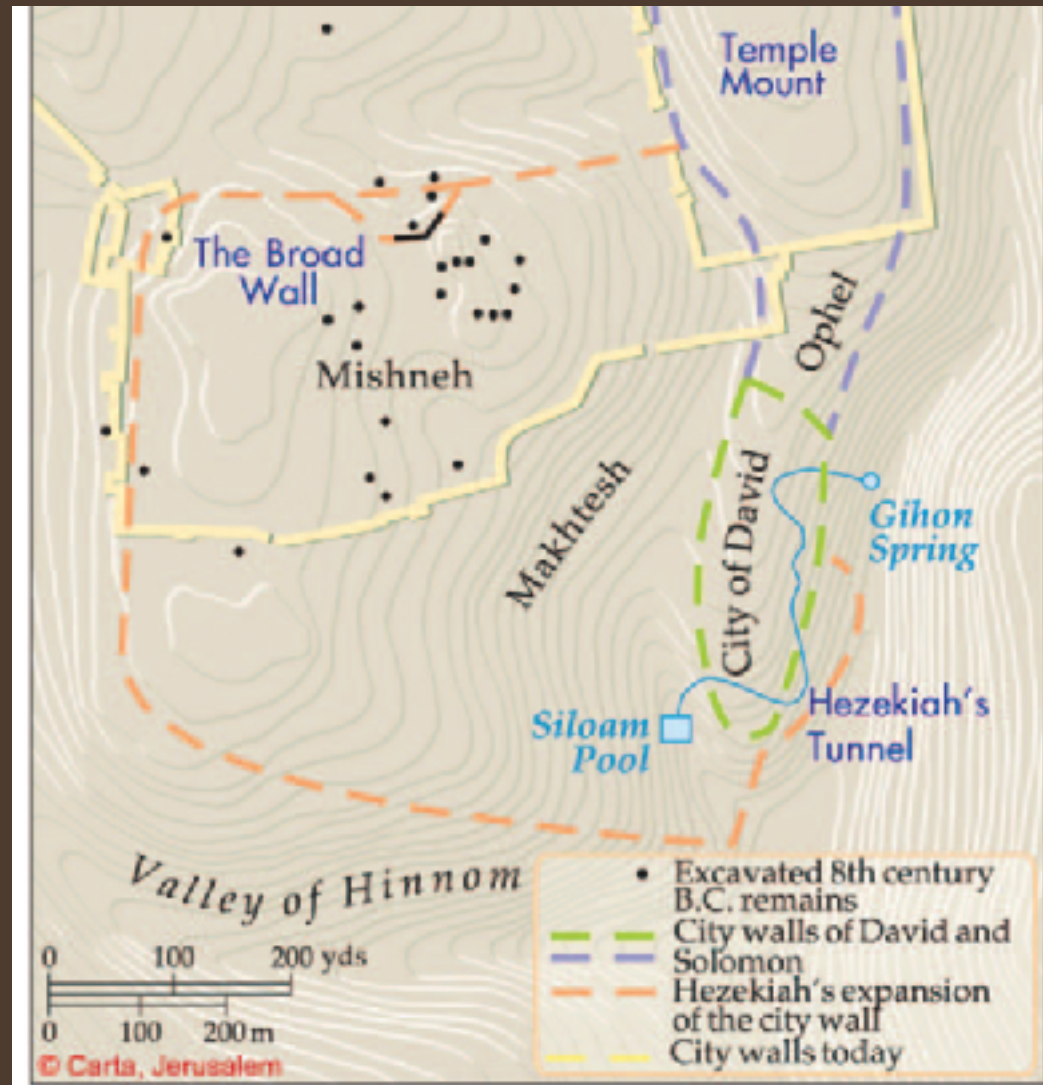 Temple
Mount
The Broad
Wall
Mishneh
Ophel
Makhtesh
City of David
Gihon
Spring
Siloam
Pool
Hezekiah's
Tunnel
Valley of Hinnom
Excavated 8th century
B.C. remains
City walls of David and
Solomon
Hezekiah's expansion
of the city wall
City walls today
0 100 200 yds
0 100 200 m
© Carta, Jerusalem